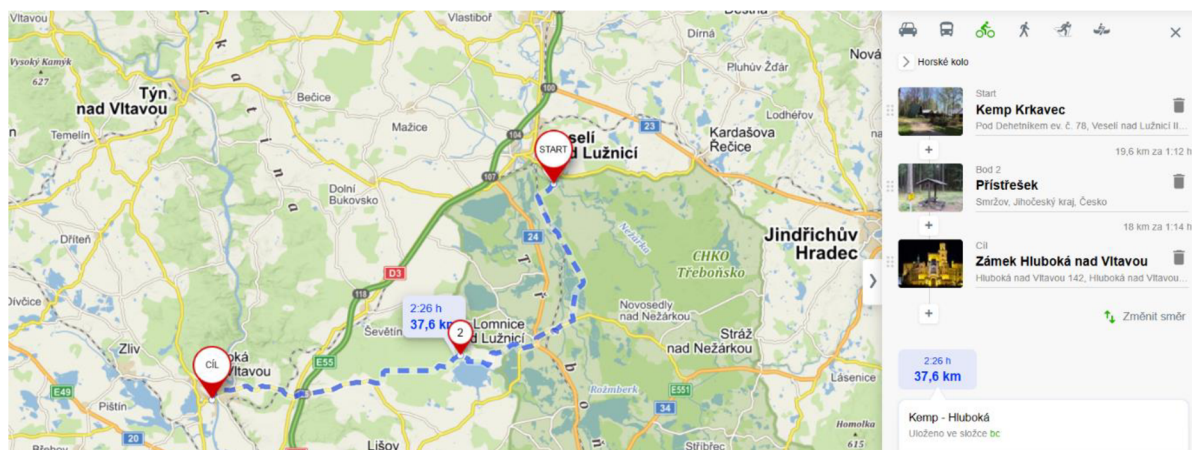 Vltavou
Vlastiboř
Dírná
Nová
Vysoký Kamýk
627
Týn
nad Vltavou
Bečice
100
Pluhův Žďár
Lodhéřov
Temelín
Mažice
104
23
Kardašova
Řečice
START
selí
d Lužnicí
107
Dolní
Bukovsko
24
Nežárka
Jindřichův
Hradec
Dříteň
D3
CHKO
Třeboňsko
118
2:26 h
37,6 km
2
Lomnice
d Lužnicí
Novosedly
nad Nežárkou
Ševětín
Stráž
nad Nežárkou
Zliv
CÍL
oká
Vltavou
E55
E49
Pištín
Rožmberk
E551
34
Lásenice
20
Lišov
Stříbřec
Homolka
615
Horské kolo
Start
Kemp Krkavec
Pod Dehetníkem ev. č. 78, Veselí nad Lužnicí II...
19,6 km za 1:12 h
Bod 2
Přístřešek
Smržov, Jihočeský kraj, Česko
18 km za 1:14 h
Cíl
Zámek Hluboká nad Vltavou
Hluboká nad Vltavou 142, Hluboká nad Vltavou...
Změnit směr
2:26 h
37,6 km
Kemp - Hluboká
Uloženo ve složce bc